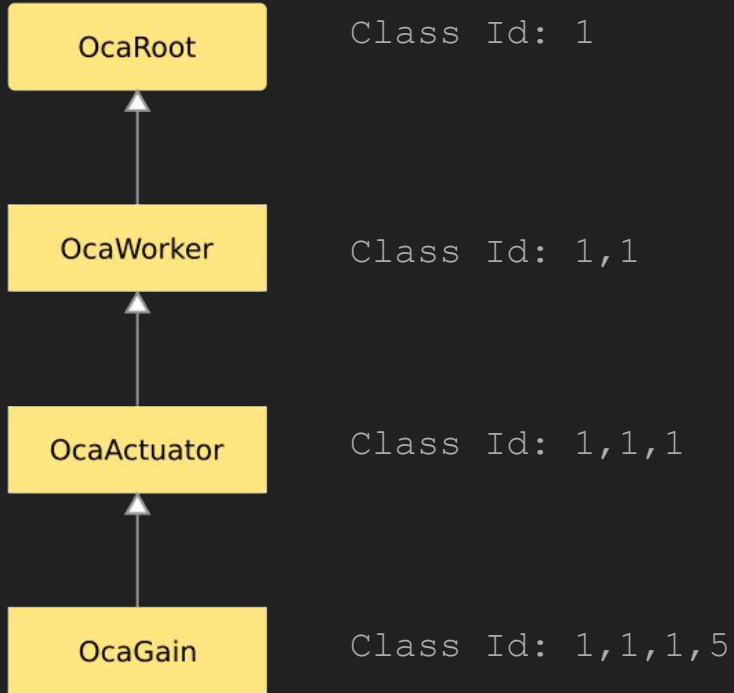 OcaRoot
Class Id: 1
OcaWorker
Class Id: 1,1
OcaActuator
Class Id: 1,1,1
OcaGain
Class Id: 1,1,1,5